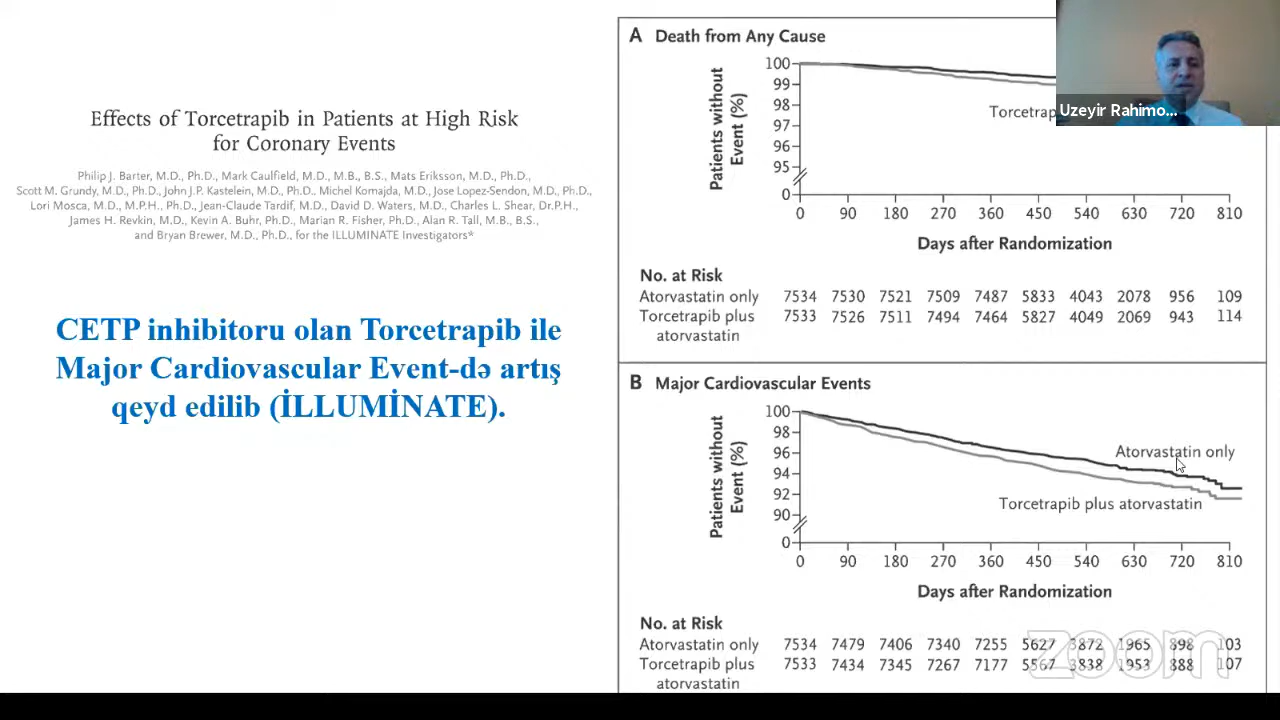 Effects of Torcetrapib in Patients at High Risk
for Coronary Events
Philip J. Barter, M.D., Ph.D., Mark Caulfield, M.D., M.B., B.S., Mats Eriksson, M.D., Ph.D.,
Scott M. Grundy, M.D., Ph.D., John J.P. Kastelein, M.D., Ph.D., Michel Komajda, M.D., Jose Lopez-Sendon, M.D., Ph.D.,
Lori Mosca, M.D., M.P.H., Ph.D., Jean-Claude Tardif, M.D., David D. Waters, M.D., Charles L. Shear, Dr.P.H.,
James H. Revkin, M.D., Kevin A. Buhr, Ph.D., Marian R. Fisher, Ph.D., Alan R. Tall, M.B., B.S.,
and Bryan Brewer, M.D., Ph.D., for the ILLUMINATE Investigators*
CETP inhibitoru olan Torcetrapib ile
Major Cardiovascular Event-də artış
qeyd edilib (İLLUMİNATE).
A Death from Any Cause
Patients without
Event (%)
100
99
98
97
96
95
0
Torcetrap
0 90 180 270 360 450 540 630 720 810
Days after Randomization
No. at Risk
Atorvastatin only 7534 7530 7521 7509 7487 5833 4043 2078 956 109
Torcetrapib plus 7533 7526 7511 7494 7464 5827 4049 2069 943 114
atorvastatin
Uzeyir Rahimo...
B Major Cardiovascular Events
Patients without
Event (%)
100
98
96
94
92
90
0
Atorvastatin only
Torcetrapib plus atorvastatin
0 90 180 270 360 450 540 630 720 810
Days after Randomization
No. at Risk
Atorvastatin only 7534 7479 7406 7340 7255 5627 3872 1965 898 103
Torcetrapib plus 7533 7434 7345 7267 7177 5567 3838 1953 888 107
atorvastatin
zoom